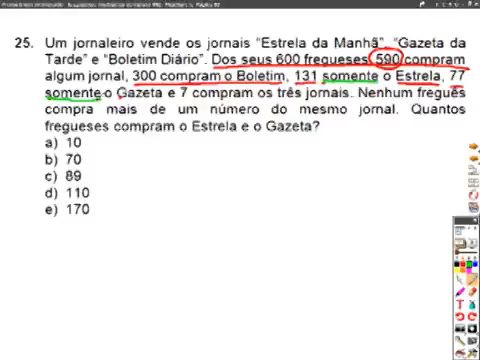 25. Um jornaleiro vende os jornais "Estrela da Manhã", "Gazeta da
Tarde" e "Boletim Diário". Dos seus 600 fregueses, 590 compram
algum jornal, 300 compram o Boletim, 131 somente o Estrela, 77
somente o Gazeta e 7 compram os três jornais. Nenhum freguês
compra mais de um número do mesmo jornal. Quantos
fregueses compram o Estrela e o Gazeta?
a) 10
b) 70
c) 89
d) 110
e) 170